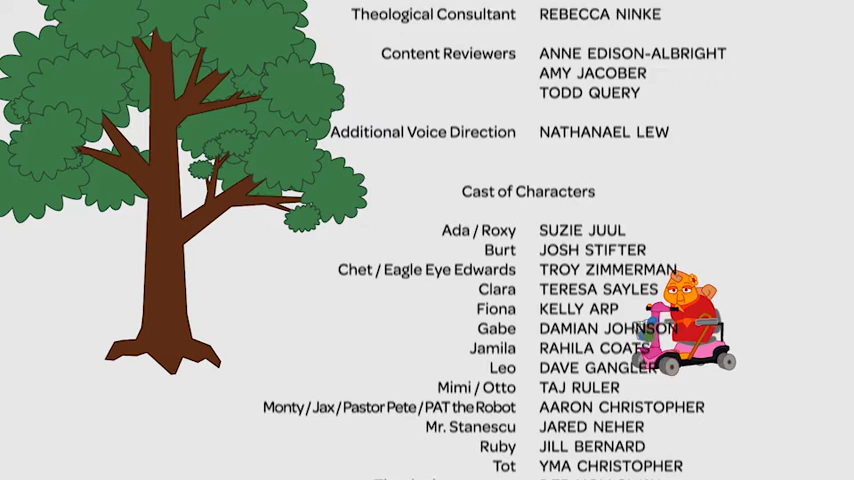 Theological Consultant REBECCA NINKE
Content Reviewers ANNE EDISON-ALBRIGHT
AMY JACOBER
TODD QUERY
Additional Voice Direction NATHANAEL LEW
Cast of Characters
Ada / Roxy SUZIE JUUL
Burt JOSH STIFTER
Chet / Eagle Eye Edwards TROY ZIMMERMAN
Clara TERESA SAYLES
Fiona KELLY ARP
Gabe DAMIAN JOHNSON
Jamila RAHILA COATS
Leo DAVE GANGLER
Mimi / Otto TAJ RULER
Monty / Jax / Pastor Pete / PAT the Robot AARON CHRISTOPHER
Mr. Stanescu JARED NEHER
Ruby JILL BERNARD
Tot YMA CHRISTOPHER